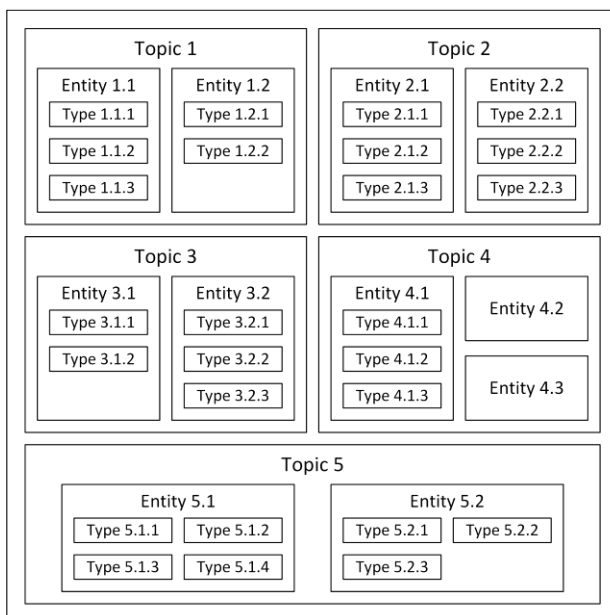 Topic 1
Entity 1.1
Type 1.1.1
Type 1.1.2
Type 1.1.3
Entity 1.2
Type 1.2.1
Type 1.2.2
Topic 2
Entity 2.1
Type 2.1.1
Type 2.1.2
Type 2.1.3
Entity 2.2
Type 2.2.1
Type 2.2.2
Type 2.2.3
Topic 3
Entity 3.1
Type 3.1.1
Type 3.1.2
Entity 3.2
Type 3.2.1
Type 3.2.2
Type 3.2.3
Topic 4
Entity 4.1
Type 4.1.1
Type 4.1.2
Type 4.1.3
Entity 4.2
Entity 4.3
Topic 5
Entity 5.1
Type 5.1.1
Type 5.1.2
Type 5.1.3
Type 5.1.4
Entity 5.2
Type 5.2.1
Type 5.2.2
Type 5.2.3